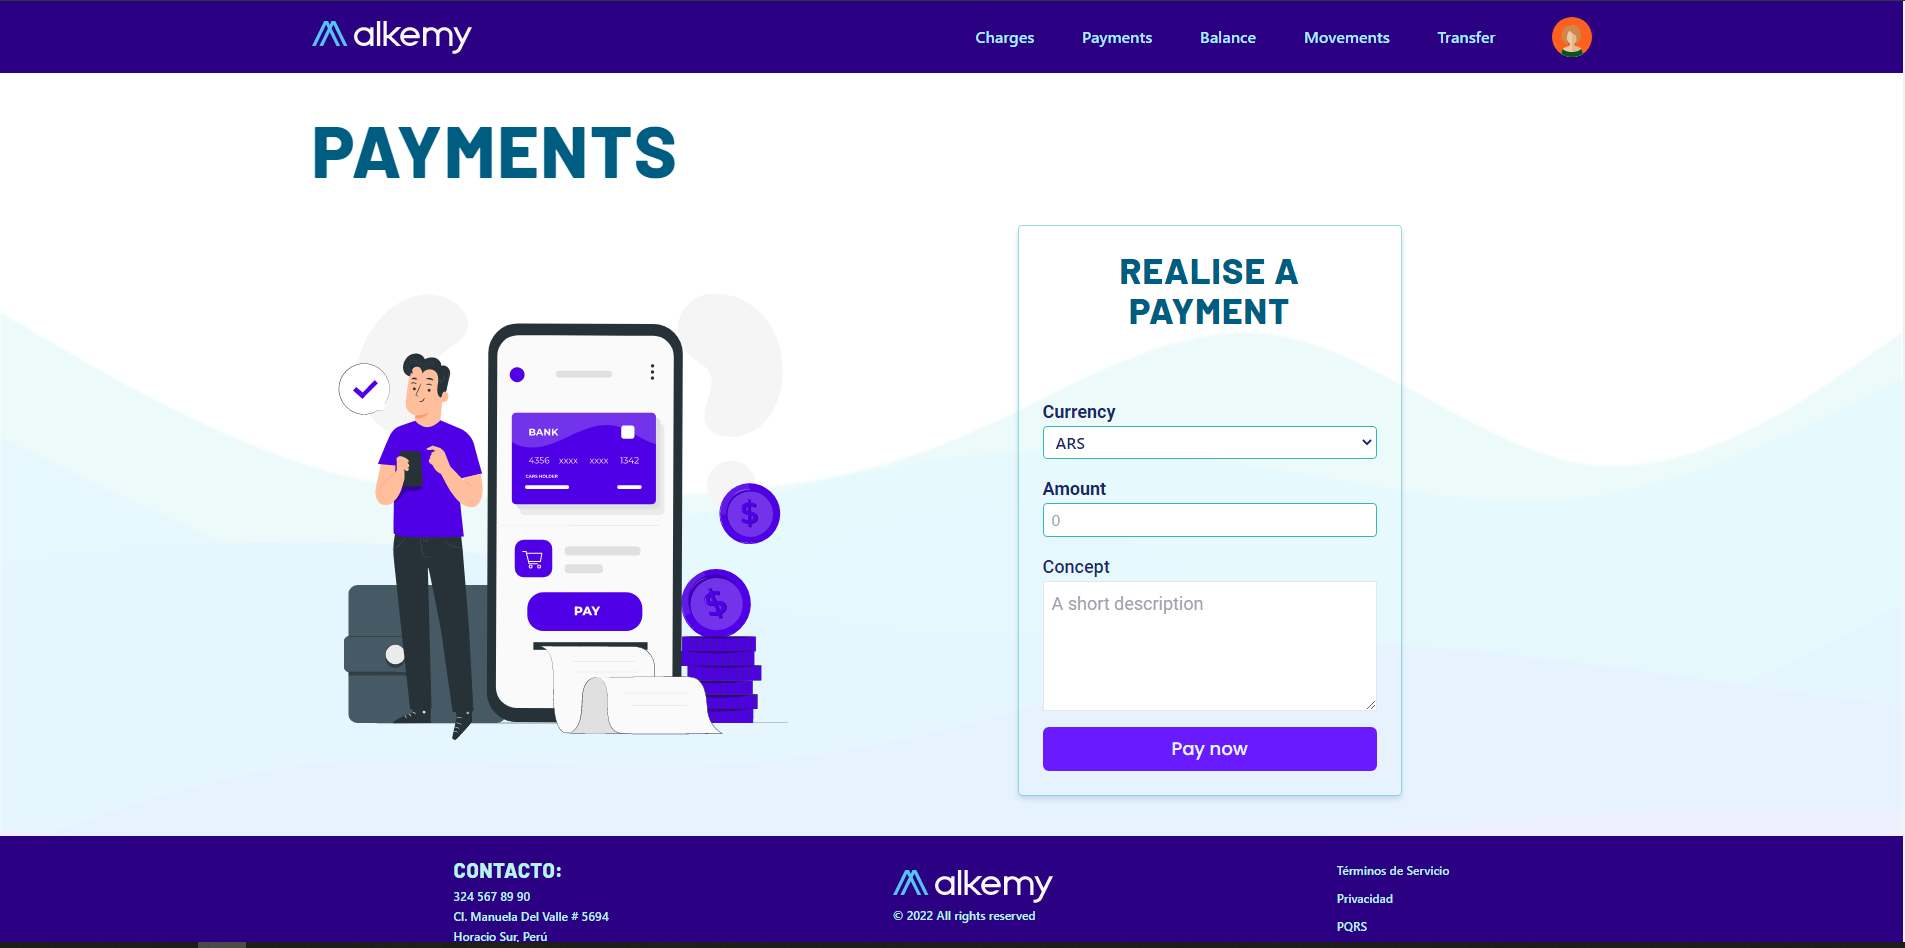 alkemy
Charges
Payments
Balance
Movements
Transfer
PAYMENTS
REALISE A
PAYMENT
BANK
4356 xxxx xxxx 1342
CARS HOLDER
$
$
PAY
Currency
ARS
Amount
0
Concept
A short description
Pay now
CONTACTO:
324 567 89 90
Cl. Manuela Del Valle # 5694
Horacio Sur, Perú
alkemy
© 2022 All rights reserved
Términos de Servicio
Privacidad
PQRS